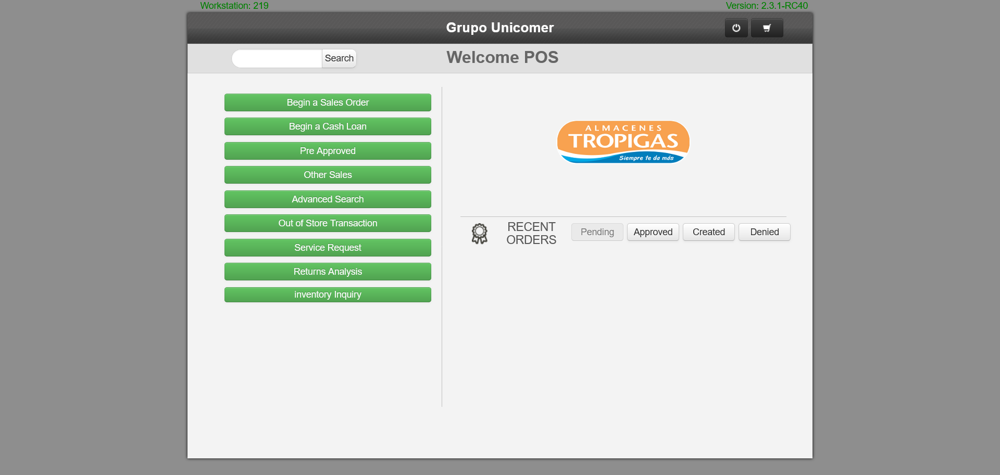 Workstation: 219
Version: 2.3.1-RC40
Grupo Unicomer
Search
Welcome POS
Begin a Sales Order
Begin a Cash Loan
Pre Approved
Other Sales
Advanced Search
Out of Store Transaction
Service Request
Returns Analysis
inventory Inquiry
ALMACENES
TROPIGAS
Siempre te da más
RECENT
ORDERS
Pending
Approved
Created
Denied